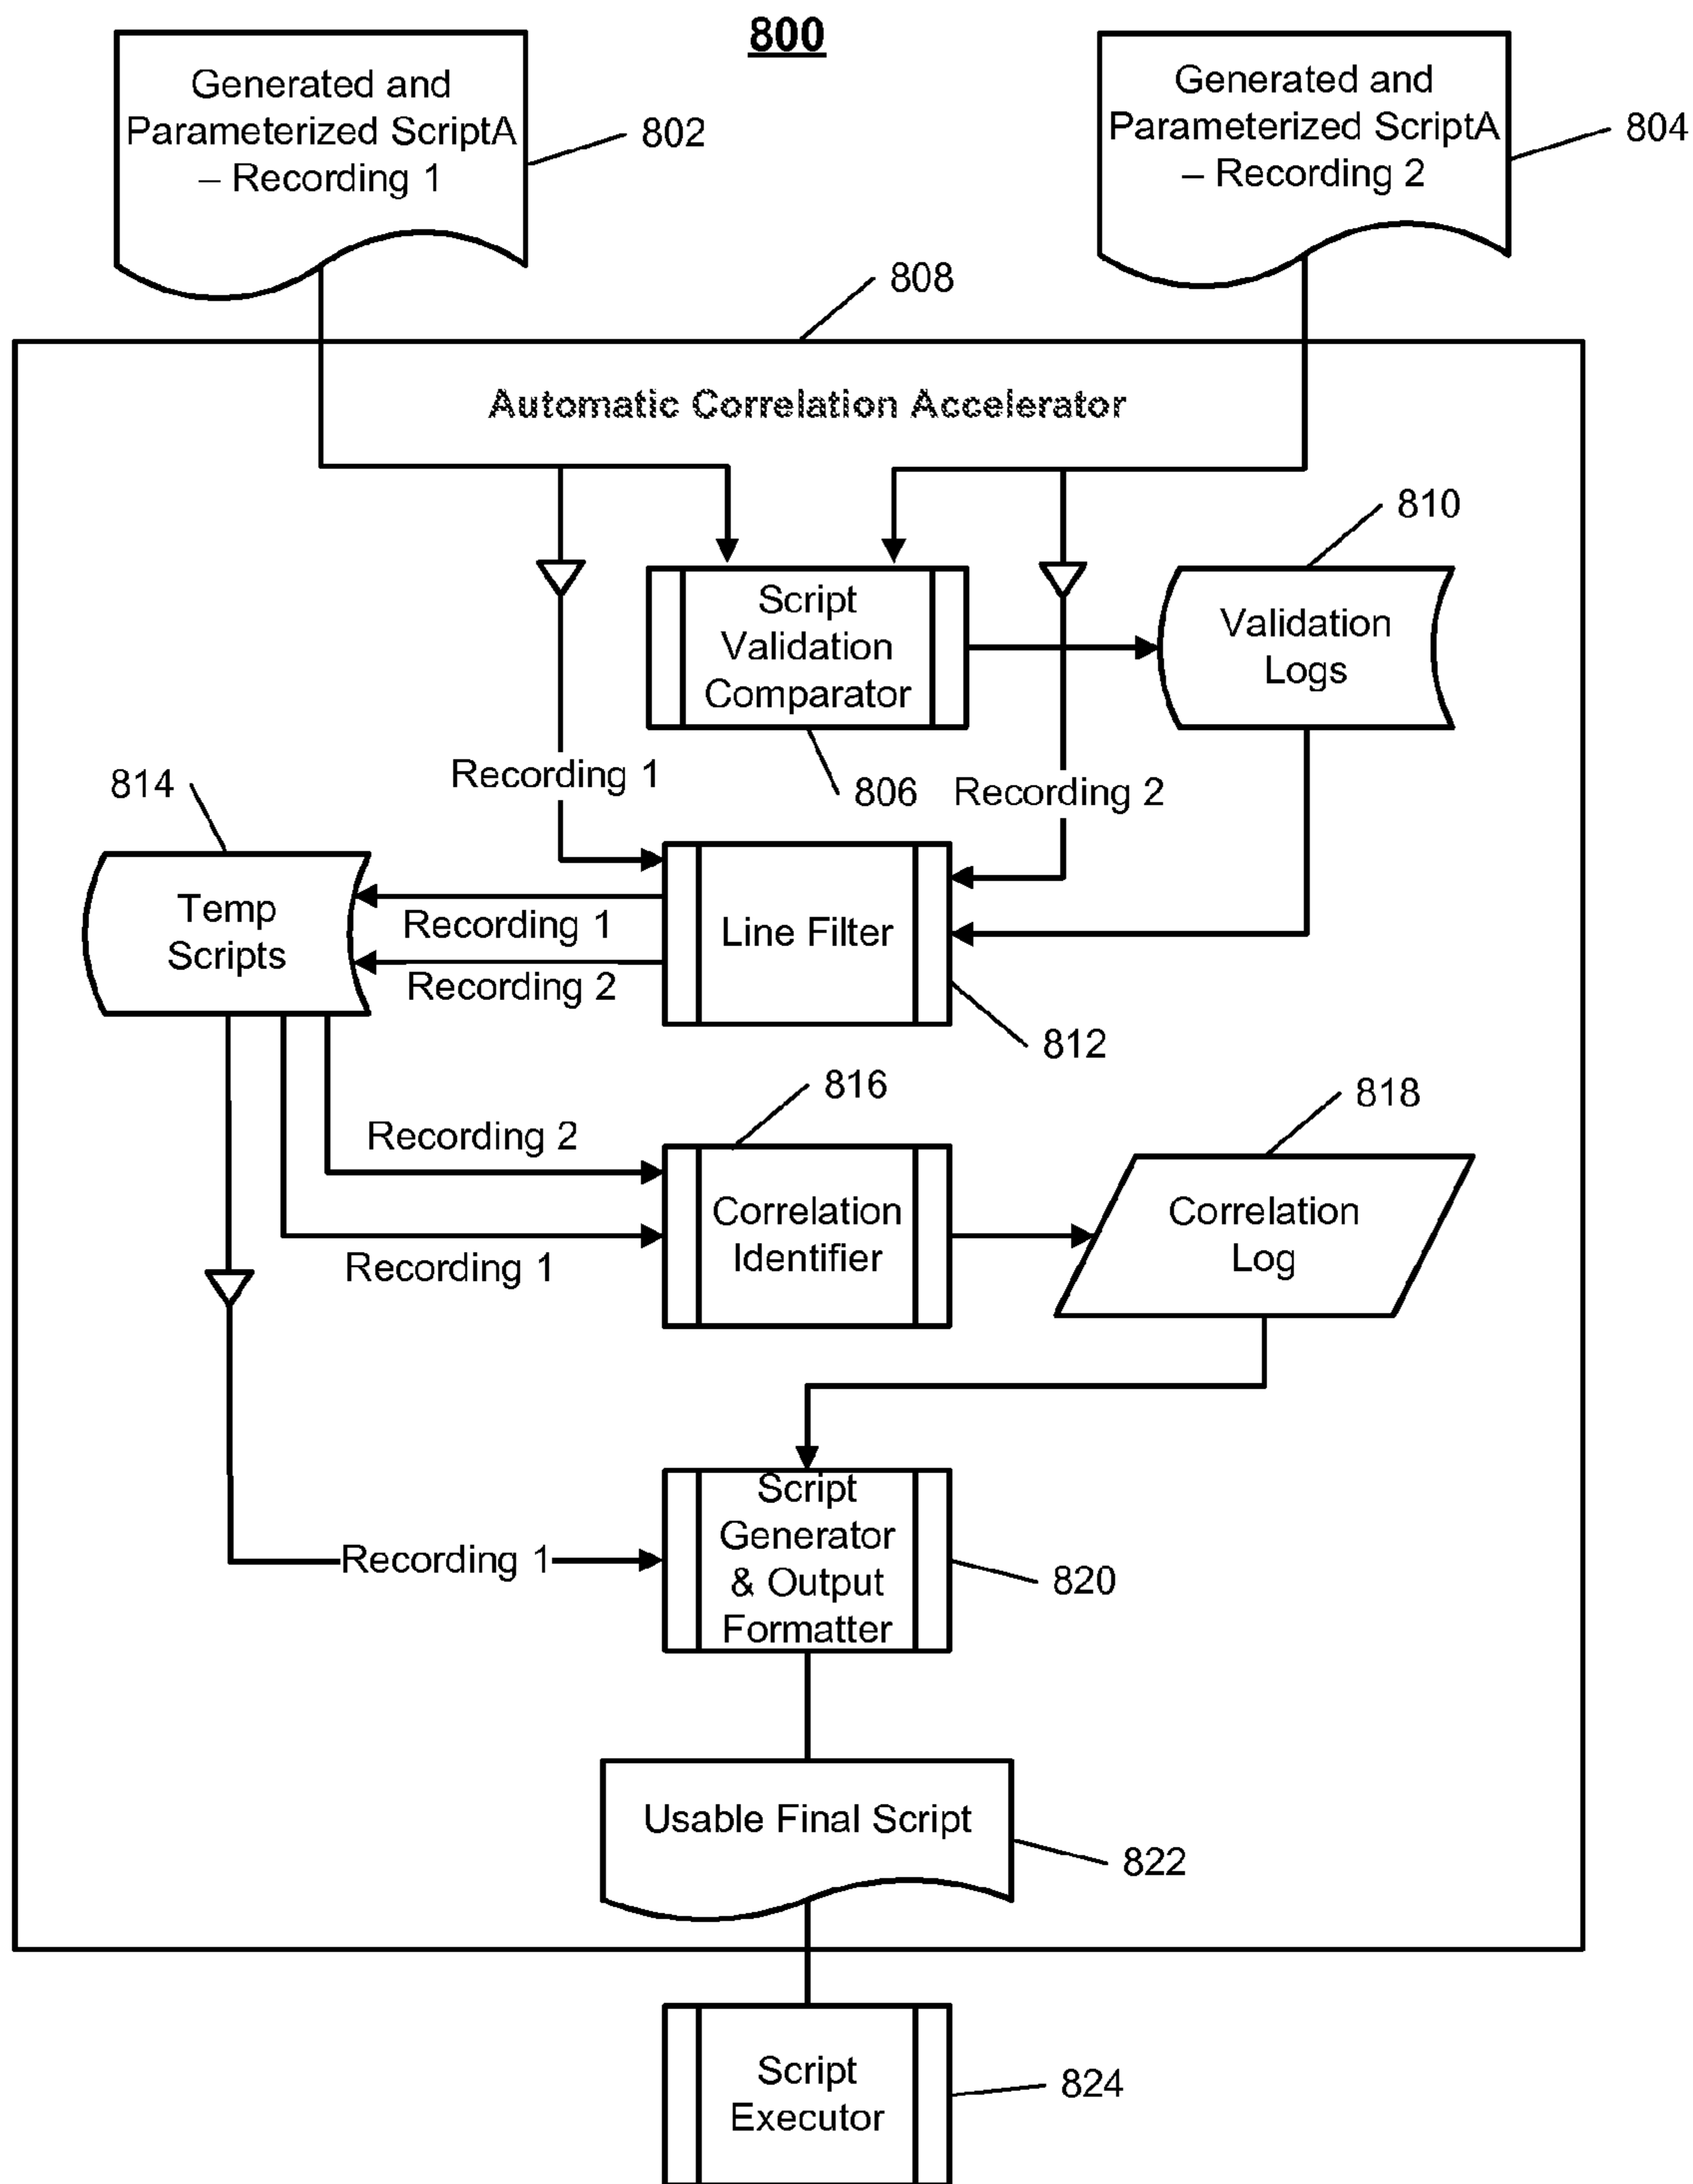 800
Generated and
Parameterized ScriptA
– Recording 1
802
Generated and
Parameterized ScriptA
– Recording 2
804
808
Automatic Correlation Accelerator
810
Script
Validation
Comparator
Validation
Logs
Recording 1
806
Recording 2
814
Temp
Scripts
Recording 1
Recording 2
Line Filter
812
816
818
Recording 2
Correlation
Identifier
Correlation
Log
Recording 1
Script
Generator
& Output
Formatter
Recording 1
820
Usable Final Script
822
Script
Executor
824